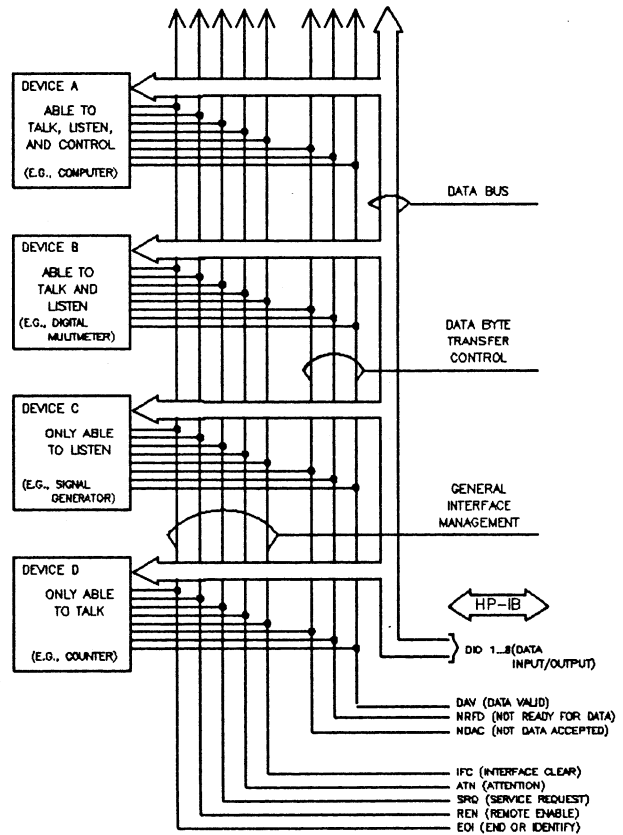 DEVICE A
ABLE TO
TALK, LISTEN,
AND CONTROL
(E.G., COMPUTER)
DATA BUS
DEVICE B
ABLE TO
TALK AND
LISTEN
(E.G., DIGITAL
MULITMETER)
DATA BYTE
TRANSFER
CONTROL
DEVICE C
ONLY ABLE
TO LISTEN
(E.G., SIGNAL
GENERATOR)
GENERAL
INTERFACE
MANAGEMENT
DEVICE D
ONLY ABLE
TO TALK
(E.G., COUNTER)
HP-IB
DIO 1...8(DATA
INPUT/OUTPUT)
DAV (DATA VALID)
NRFD (NOT READY FOR DATA)
NDAC (NOT DATA ACCEPTED)
IFC (INTERFACE CLEAR)
ATN (ATTENTION)
SRQ (SERVICE REQUEST)
REN (REMOTE ENABLE)
EOI (END OR IDENTIFY)